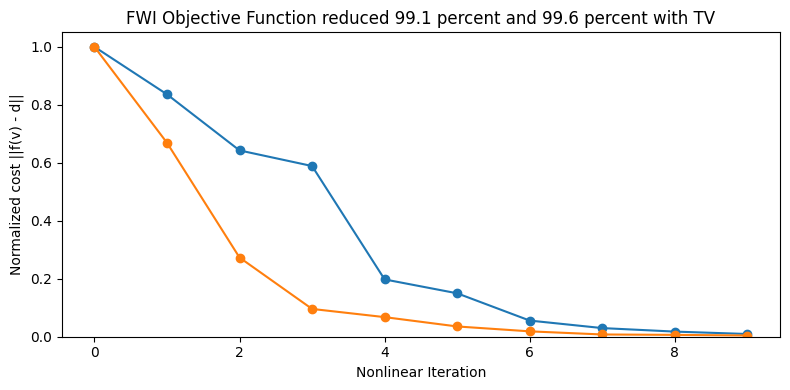 FWI Objective Function reduced 99.1 percent and 99.6 percent with TV
Normalized cost ||f(v) - d||
1.0
0.8
0.6
0.4
0.2
0.0
0 2 4 6 8
Nonlinear Iteration